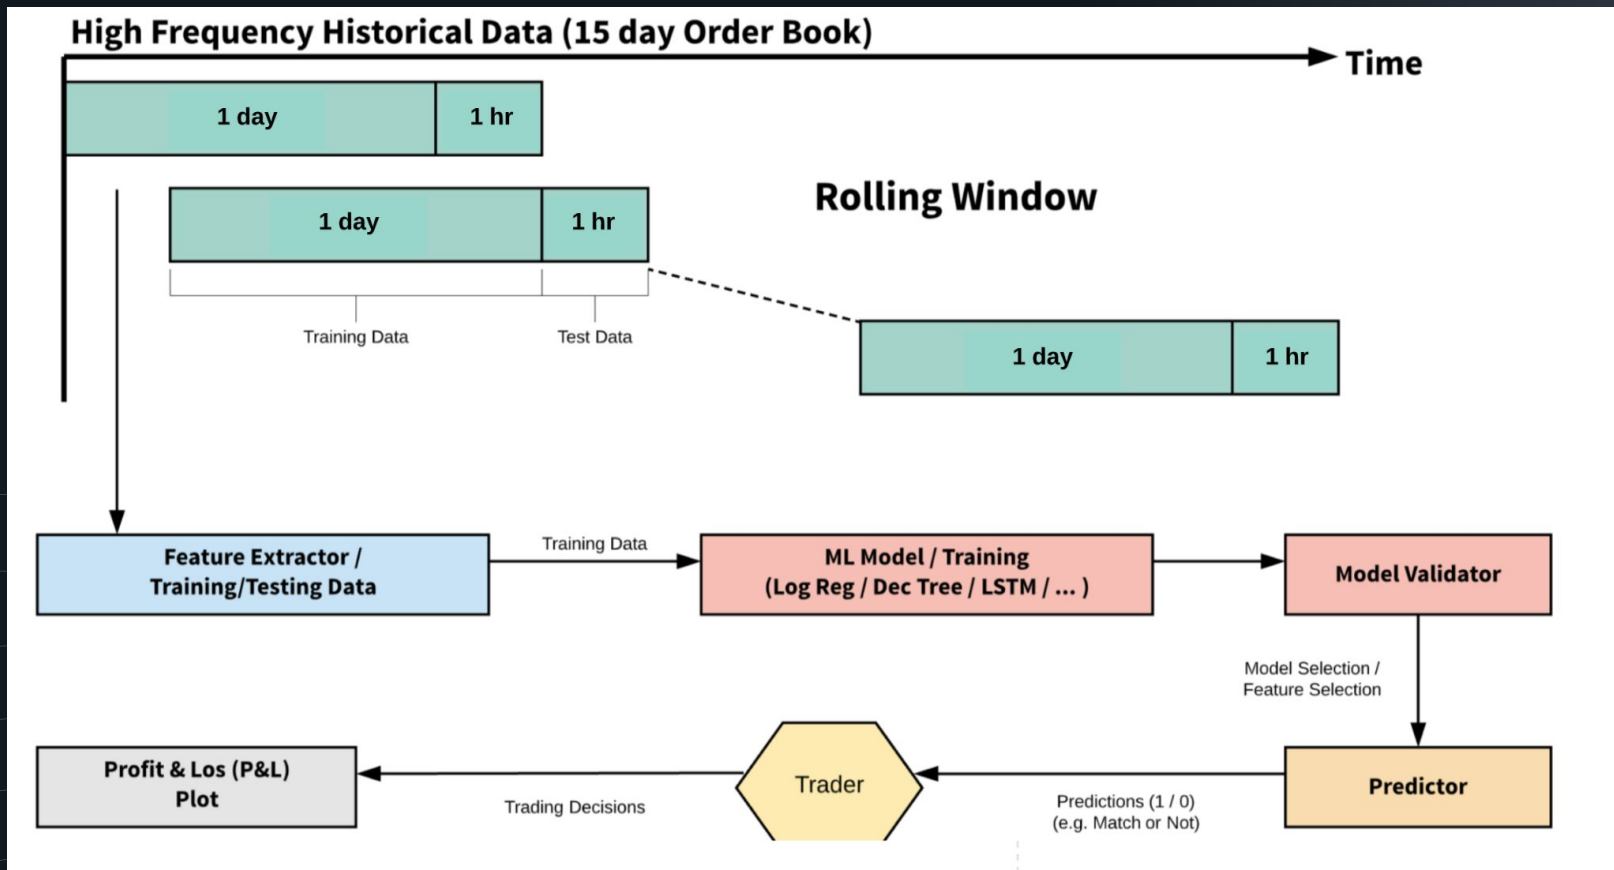 High Frequency Historical Data (15 day Order Book)
Time
1 day
1 hr
Rolling Window
1 day
1 hr
Training Data
Test Data
1 day
1 hr
Feature Extractor /
Training/Testing Data
Training Data
ML Model / Training
(Log Reg / Dec Tree / LSTM / ... )
Model Validator
Model Selection /
Feature Selection
Predictor
Predictions (1 / 0)
(e.g. Match or Not)
Trader
Trading Decisions
Profit & Los (P&L)
Plot